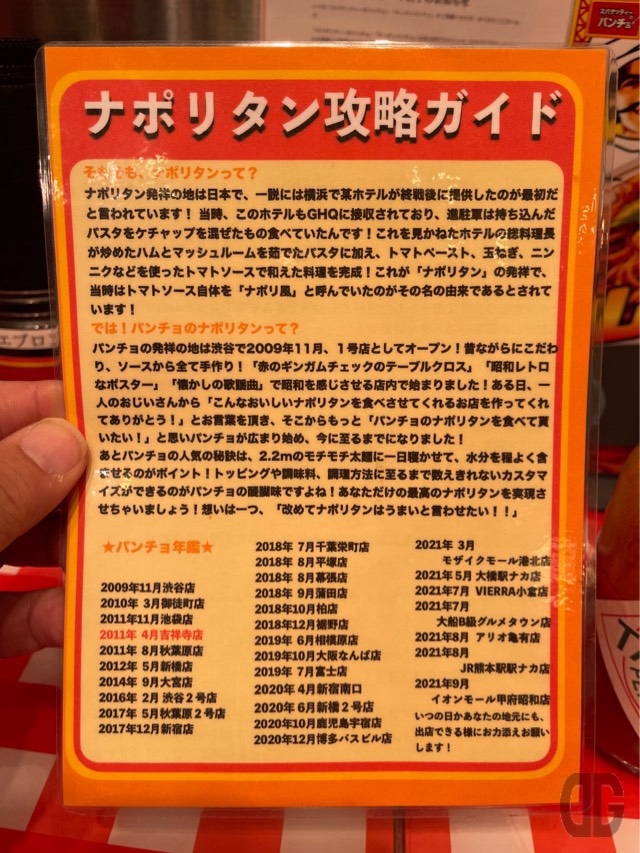 スパゲッティー
パンチョ
ナポリタン攻略ガイド
そもそも、ナポリタンって？
ナポリタン発祥の地は日本で、一説には横浜で某ホテルが終戦後に提供したのが最初だ
と言われています！ 当時、このホテルもGHQに接収されており、進駐軍は持ち込んだ
パスタをケチャップを混ぜたもの食べていたんです！これを見かねたホテルの総料理長
が炒めたハムとマッシュルームを茹でたパスタに加え、トマトペースト、玉ねぎ、ニン
ニクなどを使ったトマトソースで和えた料理を完成！これが「ナポリタン」の発祥で、
当時はトマトソース自体を「ナポリ風」と呼んでいたのがその名の由来であるとされて
います！
では！パンチョのナポリタンって？
パンチョの発祥の地は渋谷で2009年11月、1号店としてオープン！昔ながらにこだわ
り、ソースから全て手作り！「赤のギンガムチェックのテーブルクロス」「昭和レトロ
なポスター」「懐かしの歌謡曲」で昭和を感じさせる店内で始まりました！ある日、一
人のおじいさんから「こんなおいしいナポリタンを食べさせてくれるお店を作ってくれ
てありがとう！」とお言葉を頂き、そこからもっと「パンチョのナポリタンを食べて貰
いたい！」と思いパンチョが広まり始め、今に至るまでになりました！
あとパンチョの人気の秘訣は、2.2mのモチモチ太麺に一日寝かせて、水分を程よく含
ませるのがポイント！トッピングや調味料、調理方法に至るまで数えきれないカスタマ
イズができるのがパンチョの醍醐味ですよね！あなただけの最高のナポリタンを実現さ
せちゃいましょう！想いは一つ、「改めてナポリタンはうまいと言わせたい！！」
★パンチョ年鑑★
2009年11月渋谷店
2010年 3月御徒町店
2011年11月池袋店
2011年 4月吉祥寺店
2011年 8月秋葉原店
2012年 5月新橋店
2014年 9月大宮店
2016年 2月 渋谷２号店
2017年 5月秋葉原２号店
2017年12月新宿店
2018年 7月千葉栄町店
2018年 8月平塚店
2018年 8月幕張店
2018年 9月蒲田店
2018年10月柏店
2018年12月裾野店
2019年 6月相模原店
2019年10月大阪なんば店
2019年 7月富士店
2020年 4月新宿南口
2020年 6月新橋２号店
2020年10月鹿児島宇宿店
2020年12月博多バスビル店
2021年 3月
モザイクモール港北店
2021年５月 大橋駅ナカ店
2021年7月 VIERRA小倉店
2021年7月
大船B級グルメタウン店
2021年8月 アリオ亀有店
2021年8月
JR熊本駅駅ナカ店
2021年9月
イオンモール甲府昭和店
いつの日かあなたの地元にも、
出店できる様にお力添えお願い
します！
DG